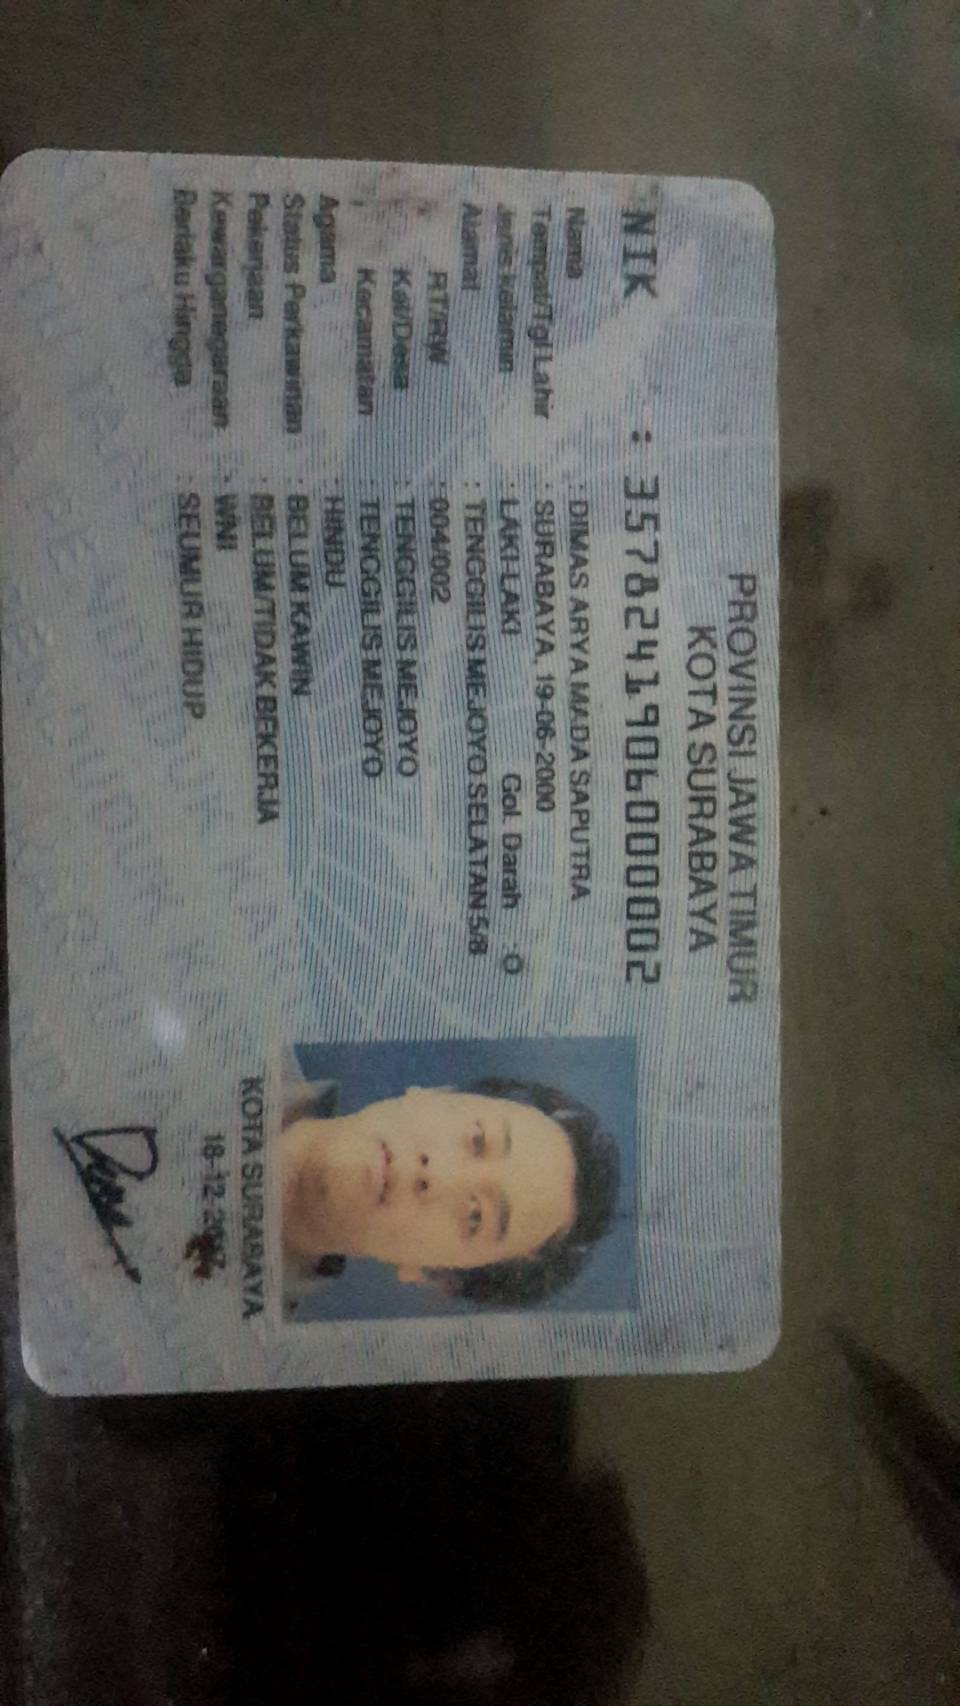 PROVINSI JAWA TIMUR
KOTA SURABAYA
NIK : 3578241906000002
Nama : DIMAS ARYA MADA SAPUTRA
Tempat/Tgl Lahir : SURABAYA, 19-06-2000
Jenis kelamin : LAKI-LAKI Gol. Darah : O
Alamat : TENGGILIS MEJOYO SELATAN 5/8
RT/RW : 004/002
Kel/Desa : TENGGILIS MEJOYO
Kecamatan : TENGGILIS MEJOYO
Agama : HINDU
Status Perkawinan : BELUM KAWIN
Pekerjaan : BELUM/TIDAK BEKERJA
Kewarganegaraan : WNI
Berlaku Hingga : SEUMUR HIDUP
KOTA SURABAYA
18-12-2017